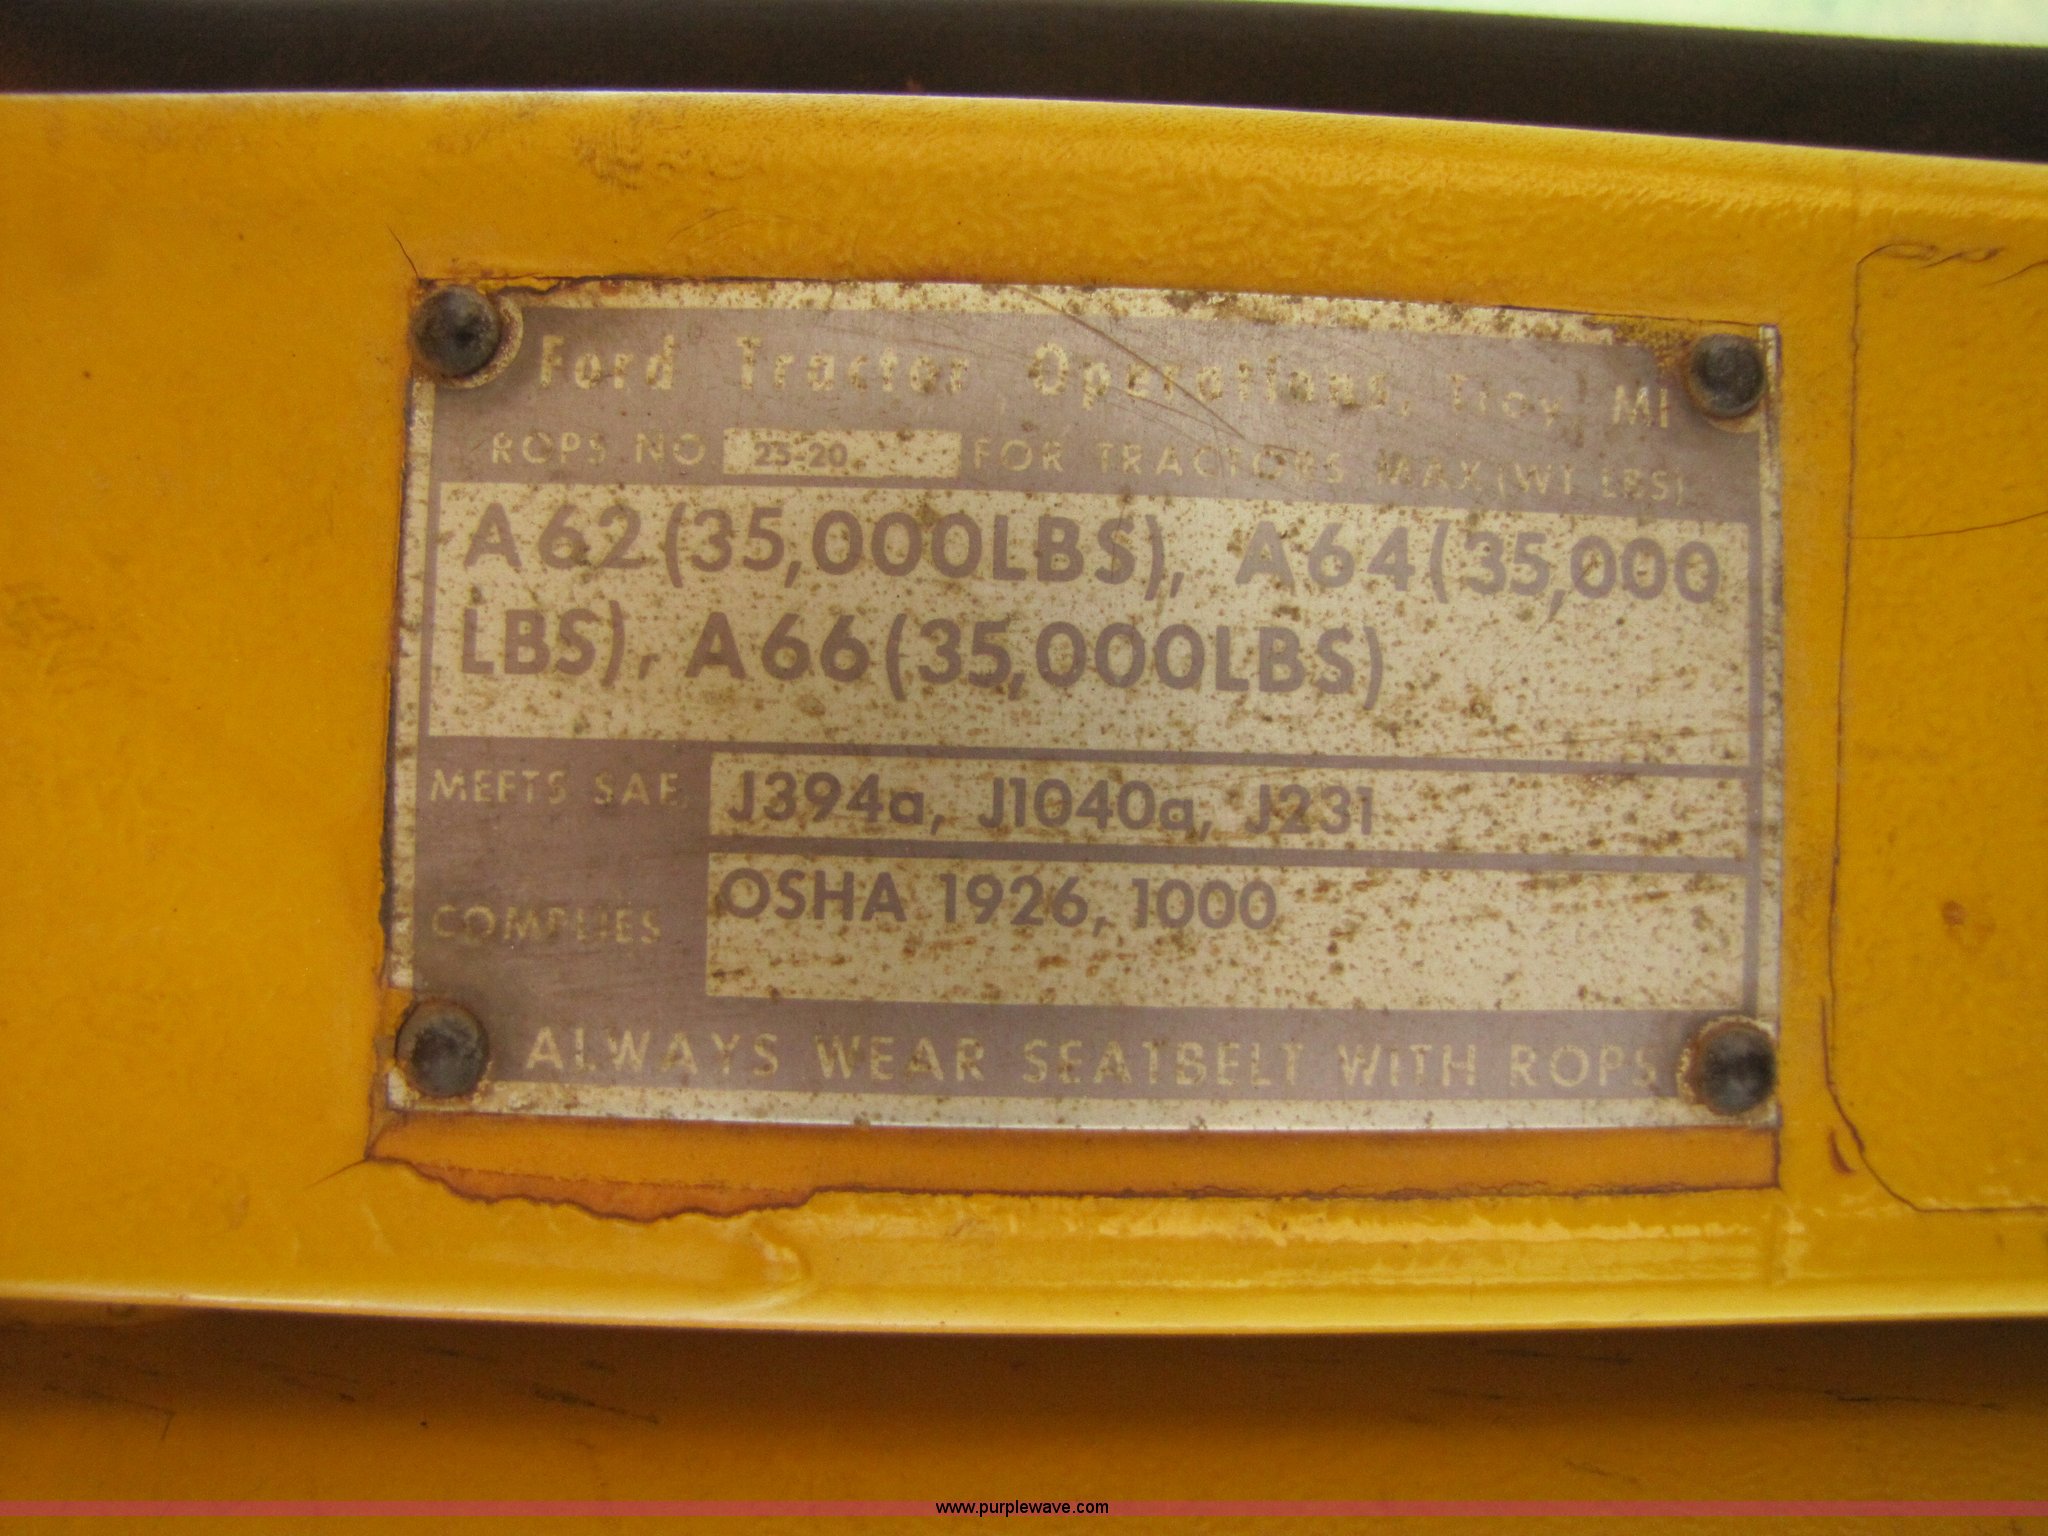 Ford Tractor Operations, Troy, MI
ROPS NO 25-20 FOR TRACTORS MAX (WT LBS)
A62(35,000LBS), A64(35,000
LBS), A66(35,000LBS)
MEETS SAE J394a, J1040a, J231
COMPLIES OSHA 1926, 1000
ALWAYS WEAR SEATBELT WITH ROPS
www.purplewave.com